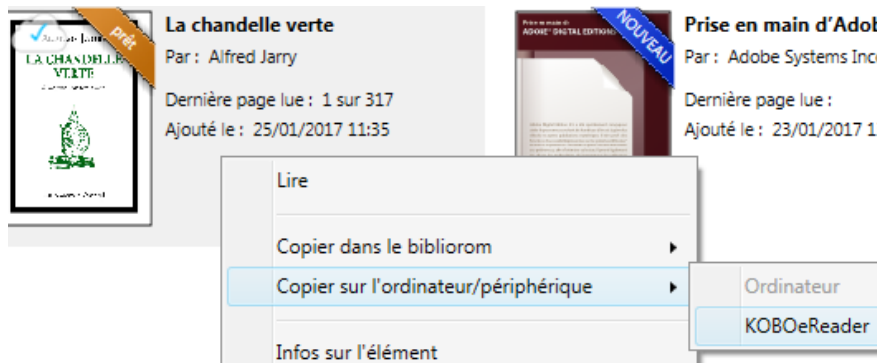 prêt
LA CHANDELLE
VERTE
La chandelle verte
Par : Alfred Jarry
Dernière page lue : 1 sur 317
Ajouté le : 25/01/2017 11:35
Prise en main d'
ADOBE® DIGITAL EDITIONS
NOUVEAU
Prise en main d'Adob
Par : Adobe Systems Inc
Dernière page lue :
Ajouté le : 23/01/2017 1
Lire
Copier dans le bibliorom
Copier sur l'ordinateur/périphérique
Ordinateur
KOBOeReader
Infos sur l'élément